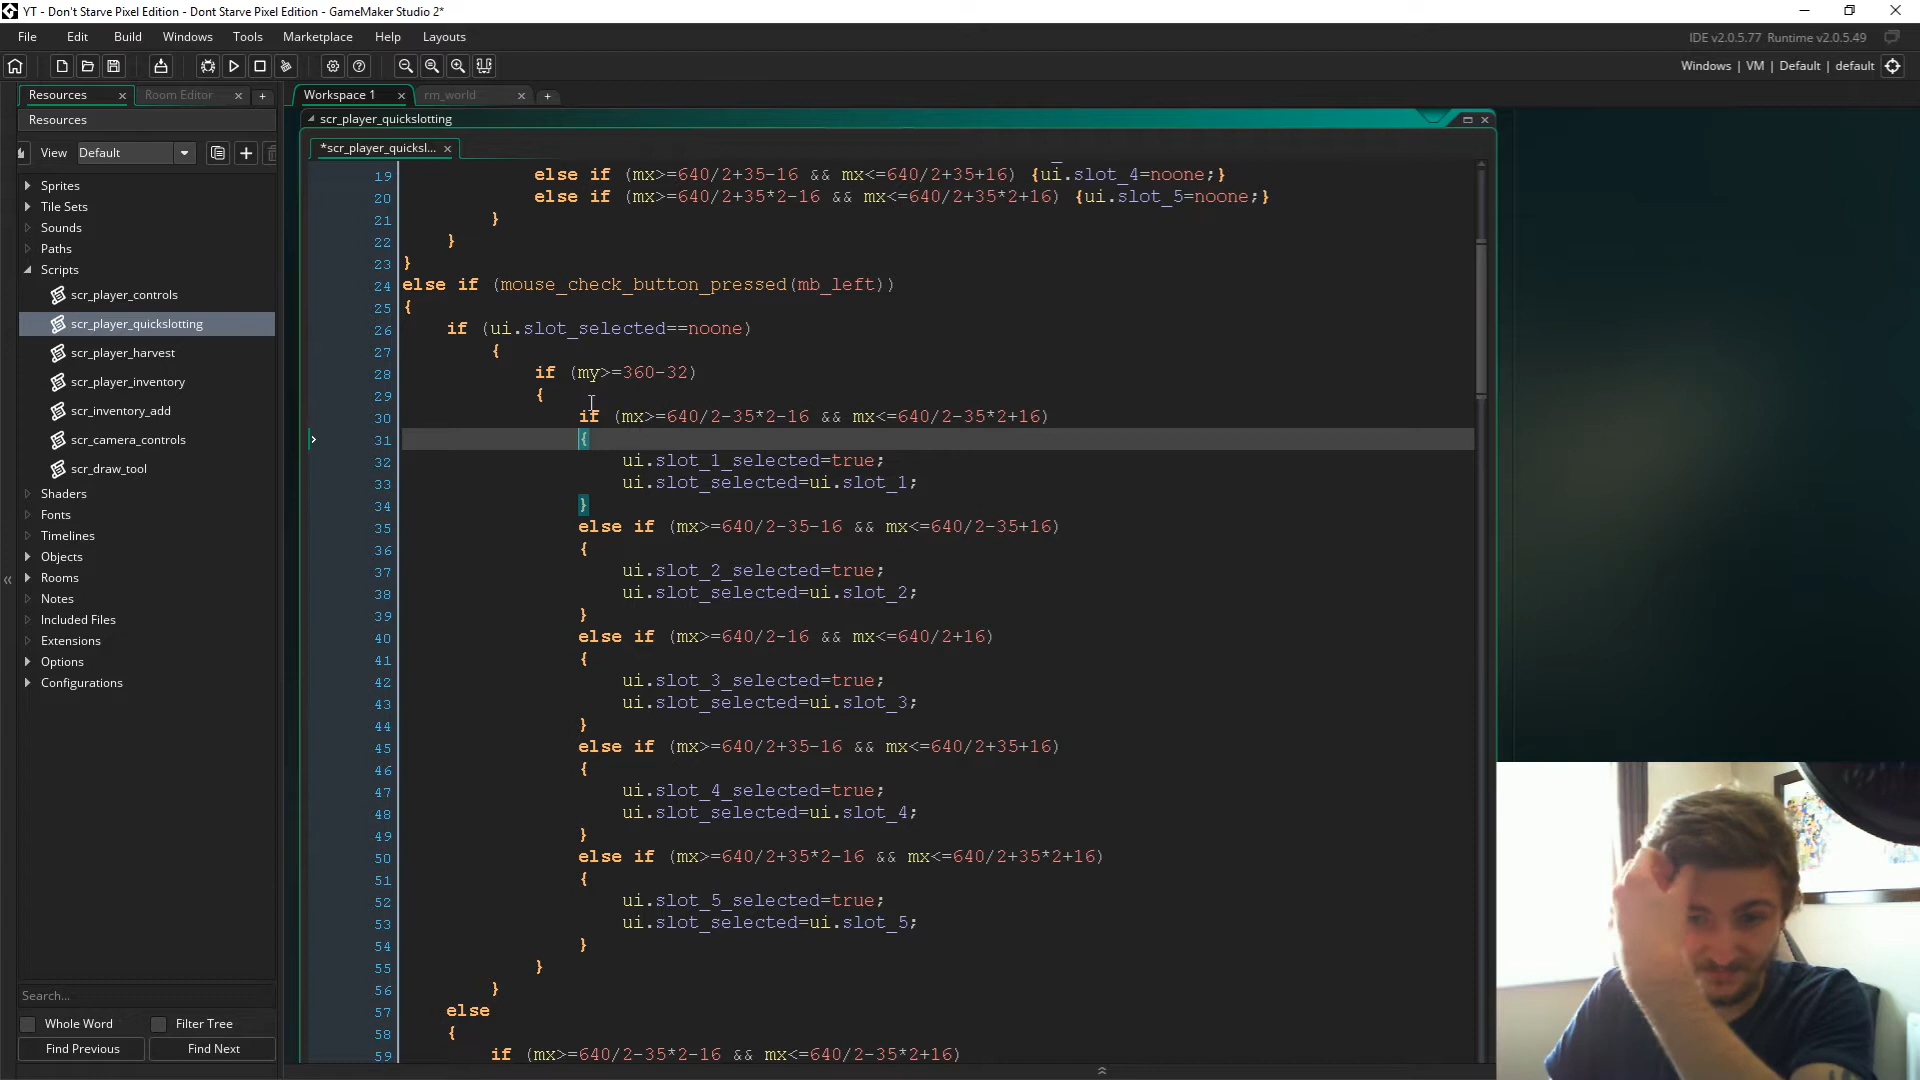 YT - Don't Starve Pixel Edition - Dont Starve Pixel Edition - GameMaker Studio 2*
File Edit Build Windows Tools Marketplace Help Layouts
IDE v2.0.5.77 Runtime v2.0.5.49
Windows | VM | Default | default
Resources
Room Editor
Workspace 1
rm_world
Resources
scr_player_quickslotting
View Default
*scr_player_quicksl...
Sprites
Tile Sets
Sounds
Paths
Scripts
scr_player_controls
scr_player_quickslotting
scr_player_harvest
scr_player_inventory
scr_inventory_add
scr_camera_controls
scr_draw_tool
Shaders
Fonts
Timelines
Objects
Rooms
Notes
Included Files
Extensions
Options
Configurations
Search...
Whole Word
Filter Tree
Find Previous
Find Next
19 else if (mx>=640/2+35-16 && mx<=640/2+35+16) {ui.slot_4=noone;}
20 else if (mx>=640/2+35*2-16 && mx<=640/2+35*2+16) {ui.slot_5=noone;}
21 }
22 }
23 }
24 else if (mouse_check_button_pressed(mb_left))
25 {
26 if (ui.slot_selected==noone)
27 {
28 if (my>=360-32)
29 {
30 if (mx>=640/2-35*2-16 && mx<=640/2-35*2+16)
31 {
32 ui.slot_1_selected=true;
33 ui.slot_selected=ui.slot_1;
34 }
35 else if (mx>=640/2-35-16 && mx<=640/2-35+16)
36 {
37 ui.slot_2_selected=true;
38 ui.slot_selected=ui.slot_2;
39 }
40 else if (mx>=640/2-16 && mx<=640/2+16)
41 {
42 ui.slot_3_selected=true;
43 ui.slot_selected=ui.slot_3;
44 }
45 else if (mx>=640/2+35-16 && mx<=640/2+35+16)
46 {
47 ui.slot_4_selected=true;
48 ui.slot_selected=ui.slot_4;
49 }
50 else if (mx>=640/2+35*2-16 && mx<=640/2+35*2+16)
51 {
52 ui.slot_5_selected=true;
53 ui.slot_selected=ui.slot_5;
54 }
55 }
56 }
57 else
58 {
59 if (mx>=640/2-35*2-16 && mx<=640/2-35*2+16)